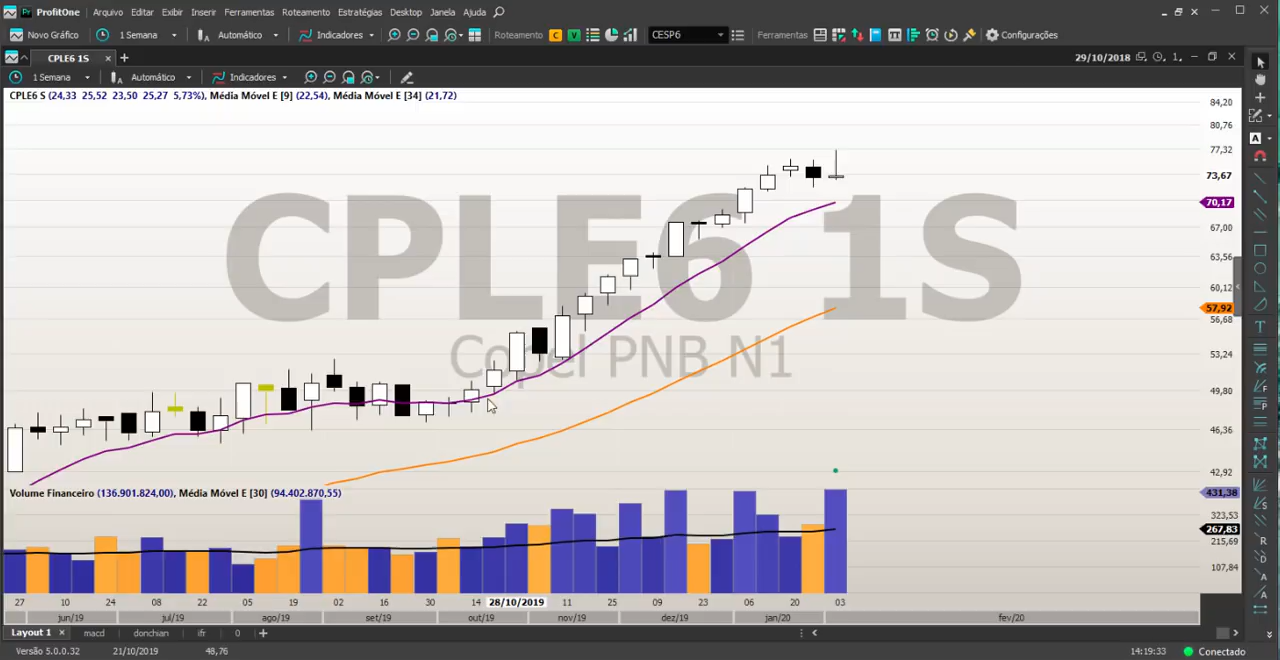 ProfitOne Arquivo Editar Exibir Inserir Ferramentas Roteamento Estratégias Desktop Janela Ajuda
Novo Gráfico 1 Semana Automático Indicadores Roteamento C V CESP6 Ferramentas Configurações
CPLE6 1S 29/10/2018 1
1 Semana Automático Indicadores
CPLE6 S (24,33 25,52 23,50 25,27 5,73%), Média Móvel E [9] (22,54), Média Móvel E [34] (21,72)
84,20
80,76
77,32
73,67
70,17
67,00
63,56
60,12
57,92
56,68
53,24
49,80
46,36
42,92
CPLE6 1S
Copel PNB N1
Volume Financeiro (136.901.824,00), Média Móvel E [30] (94.402.870,55)
431,38
323,53
267,83
215,69
107,84
27 10 24 08 22 05 19 02 16 30 14 28/10/2019 11 25 09 23 06 20 03
jun/19 jul/19 ago/19 set/19 out/19 nov/19 dez/19 jan/20 fev/20
Layout 1 macd donchian ifr 0
Versão 5.0.0.32 21/10/2019 48,76 14:19:33 Conectado